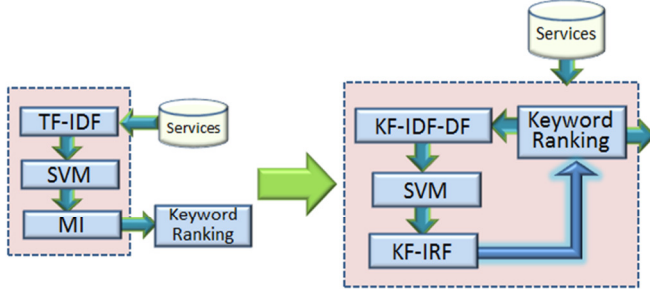 TF-IDF
SVM
MI
Services
Keyword
Ranking
Services
KF-IDF-DF
SVM
KF-IRF
Keyword
Ranking